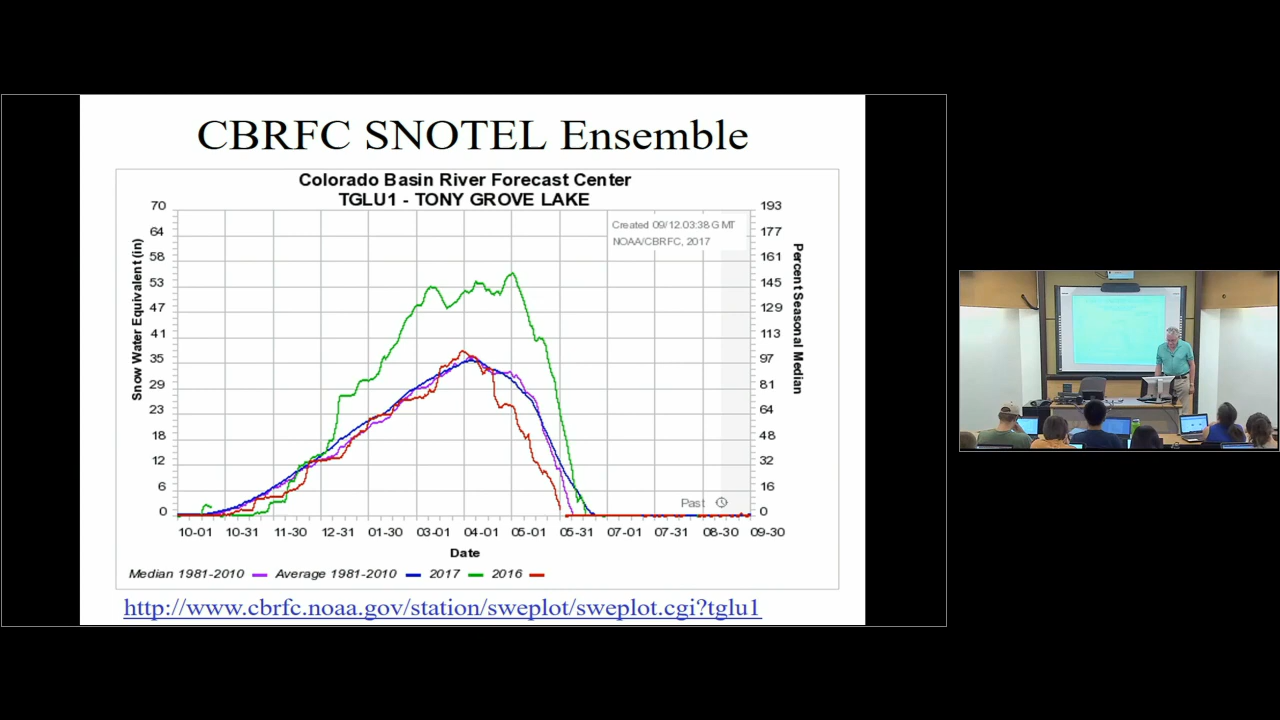 CBRFC SNOTEL Ensemble
Colorado Basin River Forecast Center
TGLU1 - TONY GROVE LAKE
Created 09/12.03:38 GMT
NOAA/CBRFC, 2017
Snow Water Equivalent (in)
70
64
58
53
47
41
35
29
23
18
12
6
0
193
177
161
145
129
113
97
81
64
48
32
16
0
Percent Seasonal Median
Past
10-01 10-31 11-30 12-31 01-30 03-01 04-01 05-01 05-31 07-01 07-31 08-30 09-30
Date
Median 1981-2010 Average 1981-2010 2017 2016
http://www.cbrfc.noaa.gov/station/sweplot/sweplot.cgi?tglu1